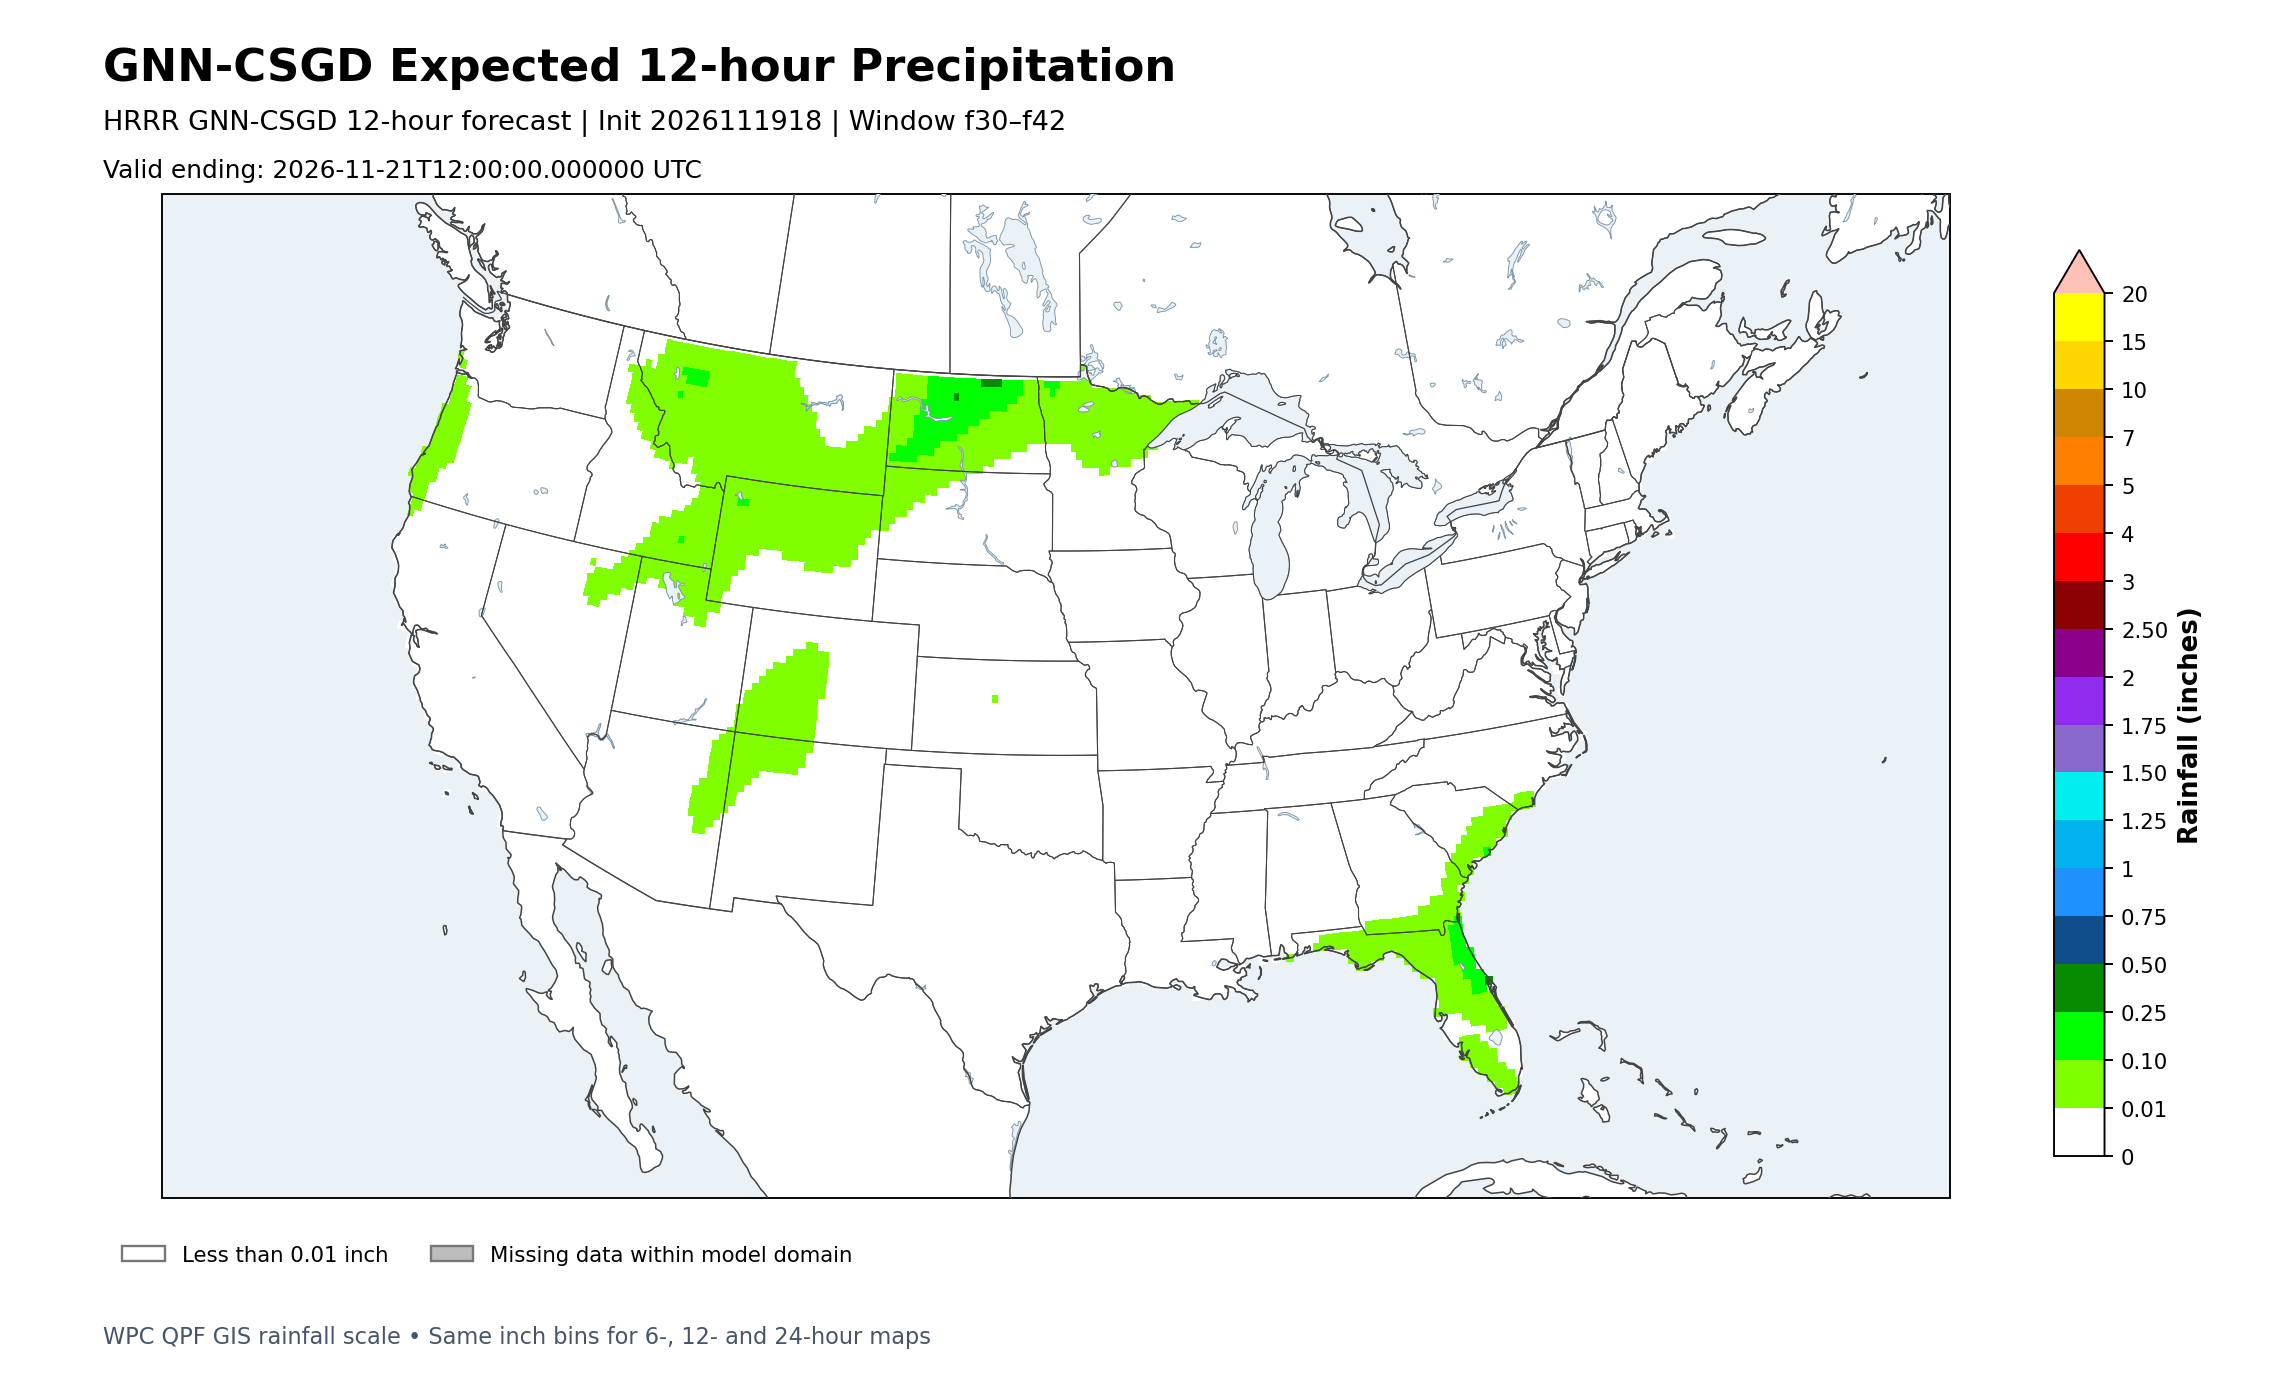 GNN-CSGD Expected 12-hour Precipitation
HRRR GNN-CSGD 12-hour forecast | Init 2026111918 | Window f30–f42
Valid ending: 2026-11-21T12:00:00.000000 UTC
20
15
10
7
5
4
3
2.50
2
1.75
1.50
1.25
1
0.75
0.50
0.25
0.10
0.01
0
Rainfall (inches)
Less than 0.01 inch
Missing data within model domain
WPC QPF GIS rainfall scale • Same inch bins for 6-, 12- and 24-hour maps